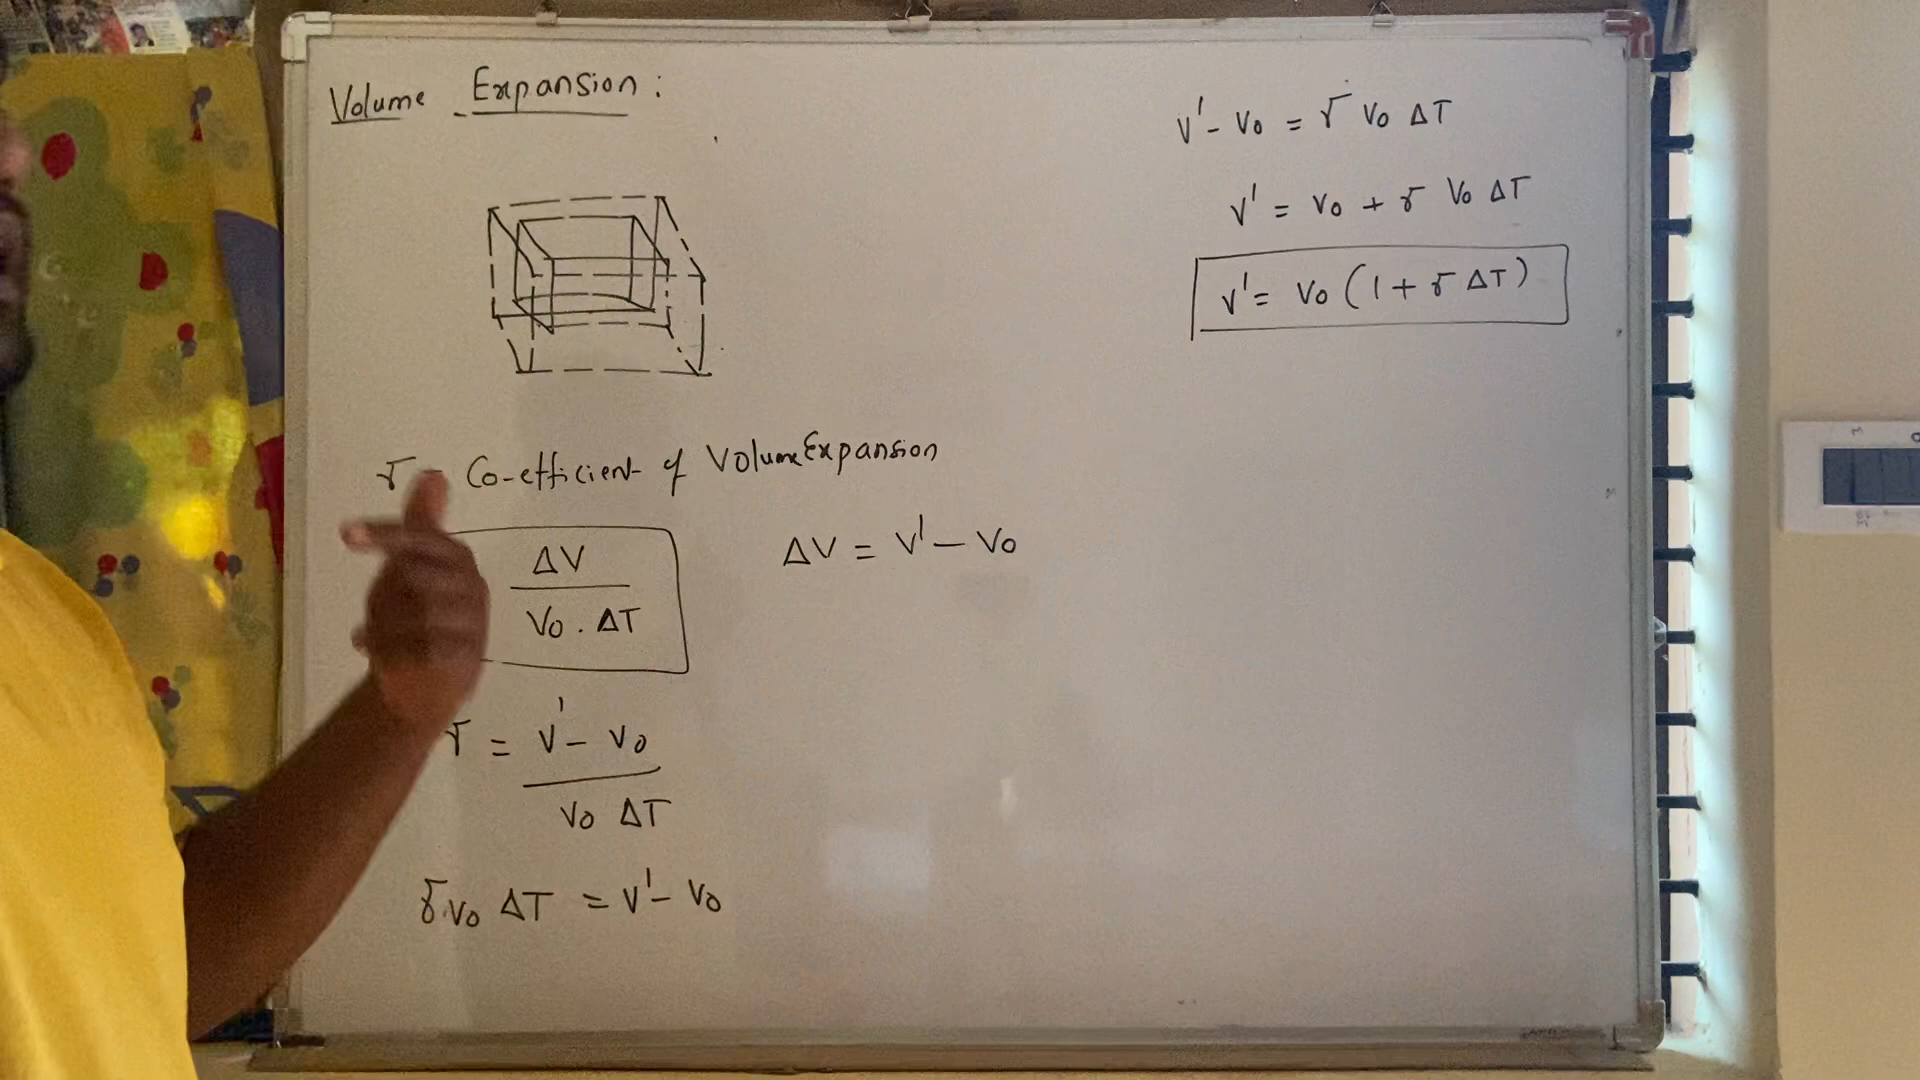 Volume Expansion:
γ = Co-efficient of Volume Expansion
ΔV / V₀ . ΔT
ΔV = V' - V₀
γ = V' - V₀ / V₀ ΔT
γ.V₀ ΔT = V' - V₀
V' - V₀ = γ V₀ ΔT
V' = V₀ + γ V₀ ΔT
V' = V₀ (1 + γ ΔT)